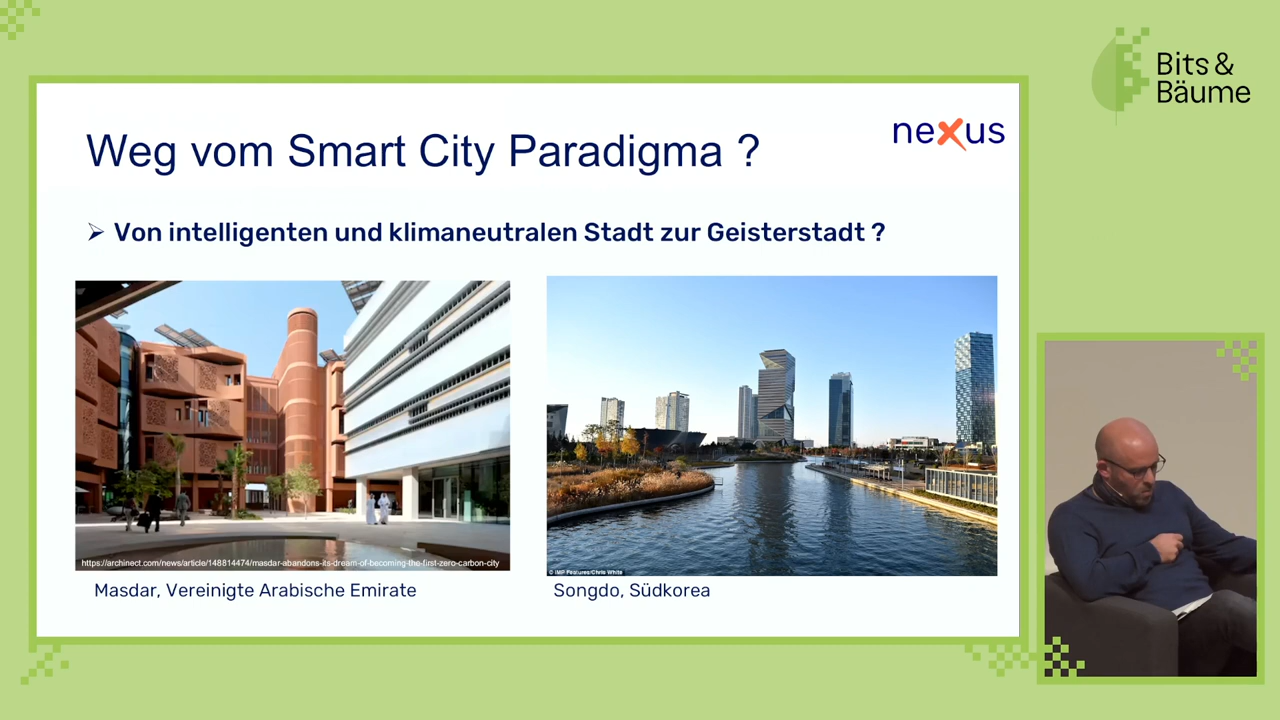 Bits &
Bäume
nexus
Weg vom Smart City Paradigma ?
Von intelligenten und klimaneutralen Stadt zur Geisterstadt ?
https://archinect.com/news/article/148814474/masdar-abandons-its-dream-of-becoming-the-first-zero-carbon-city
© IMP Features/Chris White
Masdar, Vereinigte Arabische Emirate
Songdo, Südkorea